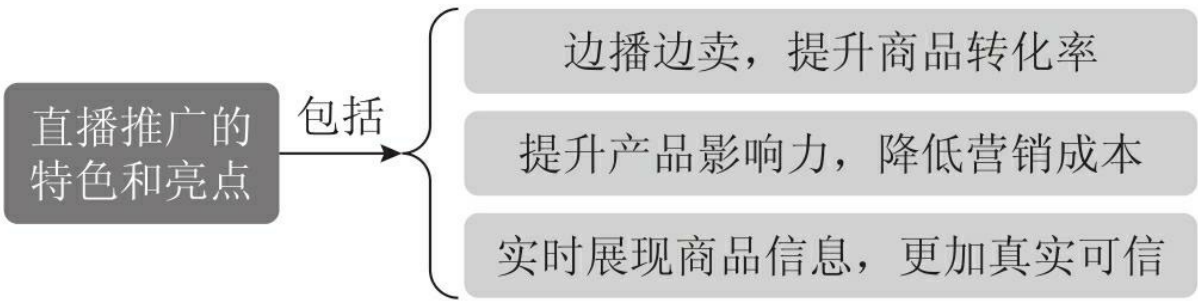 直播推广的
特色和亮点
包括
边播边卖，提升商品转化率
提升产品影响力，降低营销成本
实时展现商品信息，更加真实可信